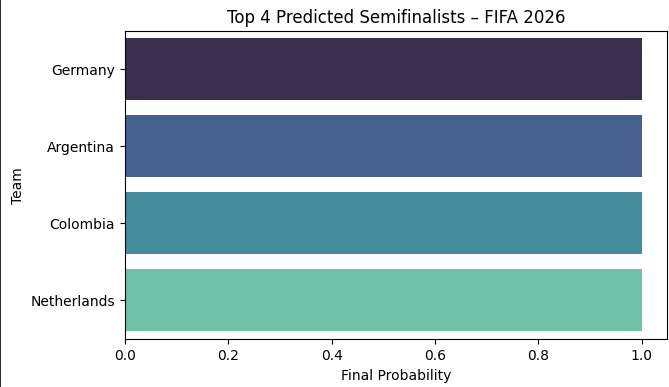 Top 4 Predicted Semifinalists – FIFA 2026
Team
Germany
Argentina
Colombia
Netherlands
0.0 0.2 0.4 0.6 0.8 1.0
Final Probability